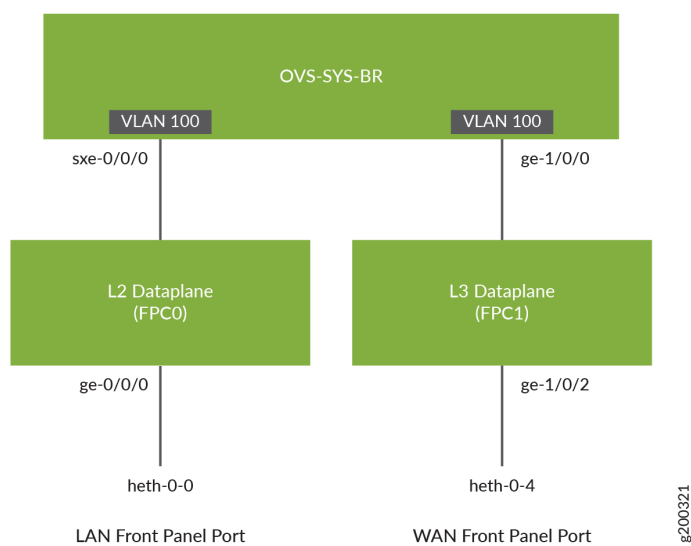 OVS-SYS-BR
VLAN 100
VLAN 100
sxe-0/0/0
ge-1/0/0
L2 Dataplane
(FPC0)
L3 Dataplane
(FPC1)
ge-0/0/0
ge-1/0/2
heth-0-0
heth-0-4
LAN Front Panel Port
WAN Front Panel Port
g200321